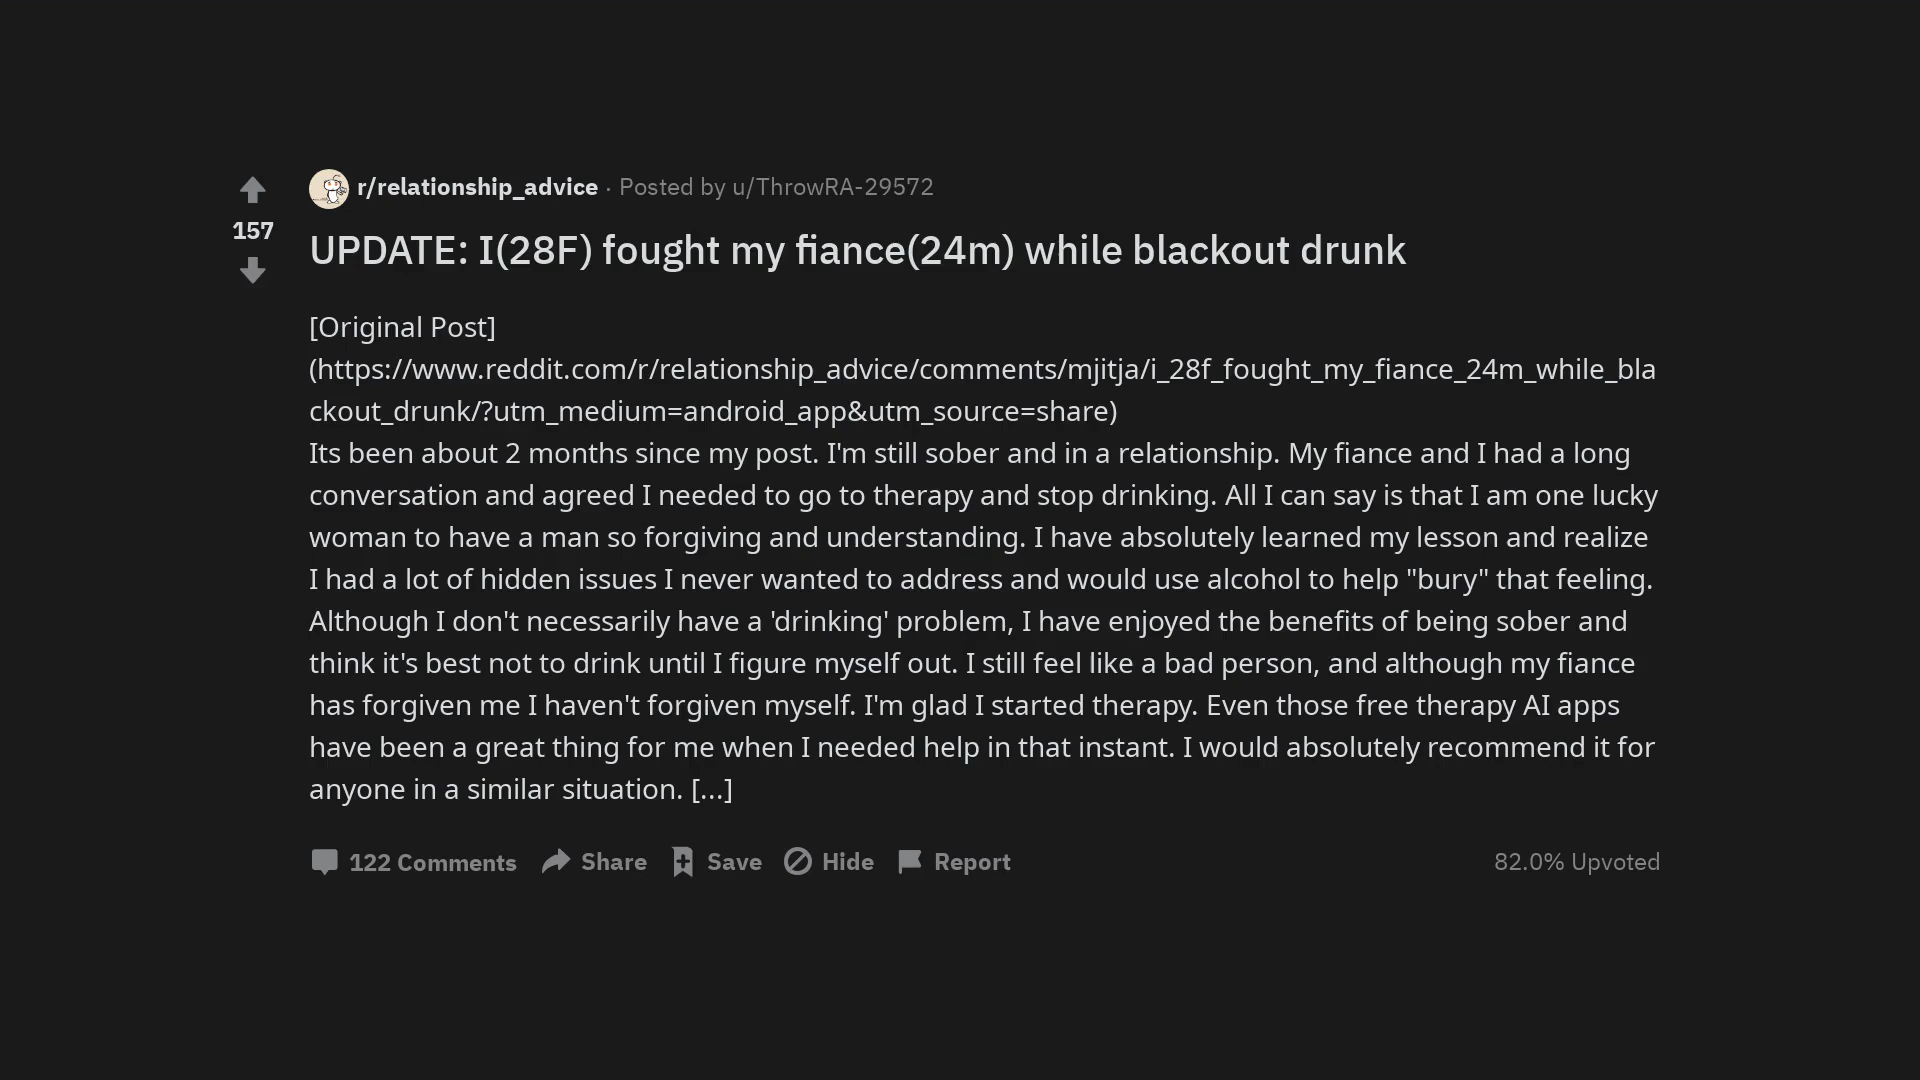 r/relationship_advice · Posted by u/ThrowRA-29572
157
UPDATE: I(28F) fought my fiance(24m) while blackout drunk
[Original Post]
(https://www.reddit.com/r/relationship_advice/comments/mjitja/i_28f_fought_my_fiance_24m_while_bla
ckout_drunk/?utm_medium=android_app&utm_source=share)
Its been about 2 months since my post. I'm still sober and in a relationship. My fiance and I had a long
conversation and agreed I needed to go to therapy and stop drinking. All I can say is that I am one lucky
woman to have a man so forgiving and understanding. I have absolutely learned my lesson and realize
I had a lot of hidden issues I never wanted to address and would use alcohol to help "bury" that feeling.
Although I don't necessarily have a 'drinking' problem, I have enjoyed the benefits of being sober and
think it's best not to drink until I figure myself out. I still feel like a bad person, and although my fiance
has forgiven me I haven't forgiven myself. I'm glad I started therapy. Even those free therapy AI apps
have been a great thing for me when I needed help in that instant. I would absolutely recommend it for
anyone in a similar situation. [...]
122 Comments Share Save Hide Report 82.0% Upvoted